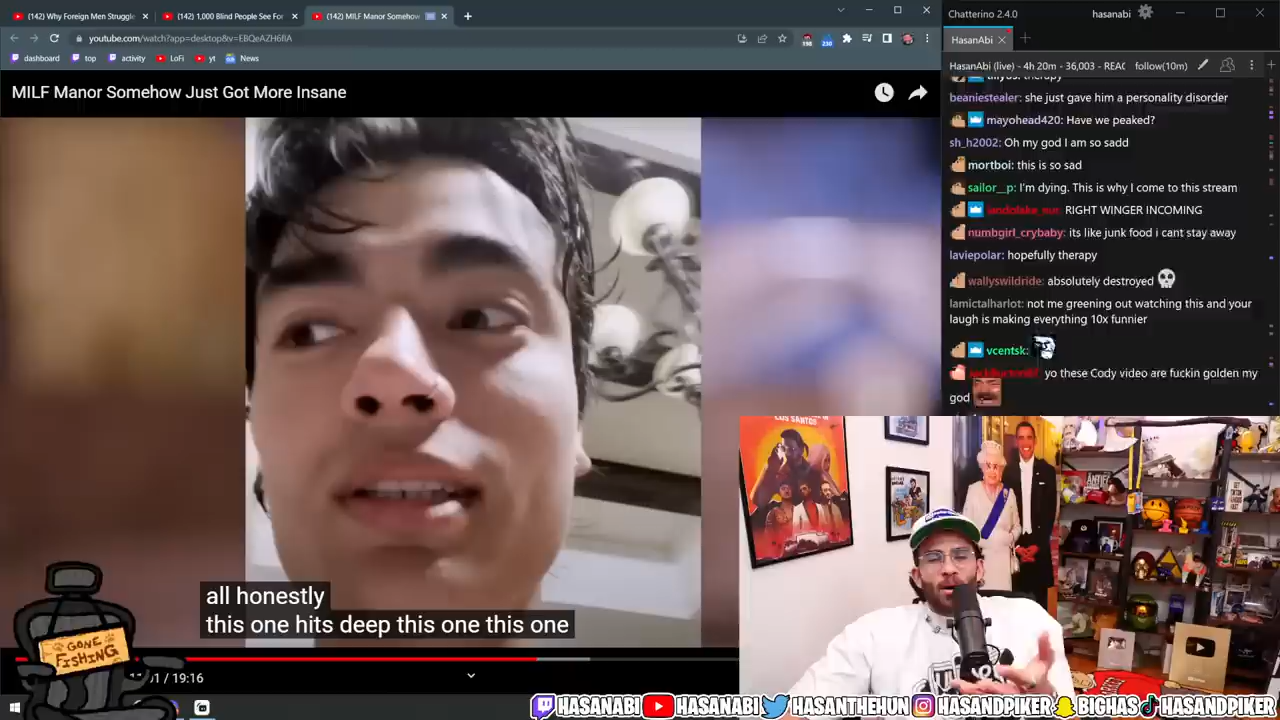 (142) Why Foreign Men Struggle
(142) 1,000 Blind People See For
(142) MILF Manor Somehow
youtube.com/watch?app=desktop&v=EBQeAZH6fIA
198
230
dashboard
top
activity
LoFi
yt
News
MILF Manor Somehow Just Got More Insane
all honestly
this one hits deep this one this one
/ 19:16
GONE
FISHING
Chatterino 2.4.0
hasanabi
HasanAbi
HasanAbi (live) - 4h 20m - 36,003 - REAC
follow(10m)
therapy
beaniestealer: she just gave him a personality disorder
mayohead420: Have we peaked?
sh_h2002: Oh my god I am so sadd
mortboi: this is so sad
sailor__p: I'm dying. This is why I come to this stream
RIGHT WINGER INCOMING
numbgirl_crybaby: its like junk food i cant stay away
laviepolar: hopefully therapy
wallyswildride: absolutely destroyed
lamictalharlot: not me greening out watching this and your
laugh is making everything 10x funnier
vcentsk:
yo these Cody video are fuckin golden my
god
LOS SANTOS
HASANABI
HASANABI
HASANTHEHUN
HASANDPIKER
BIGHAS
HASANDPIKER